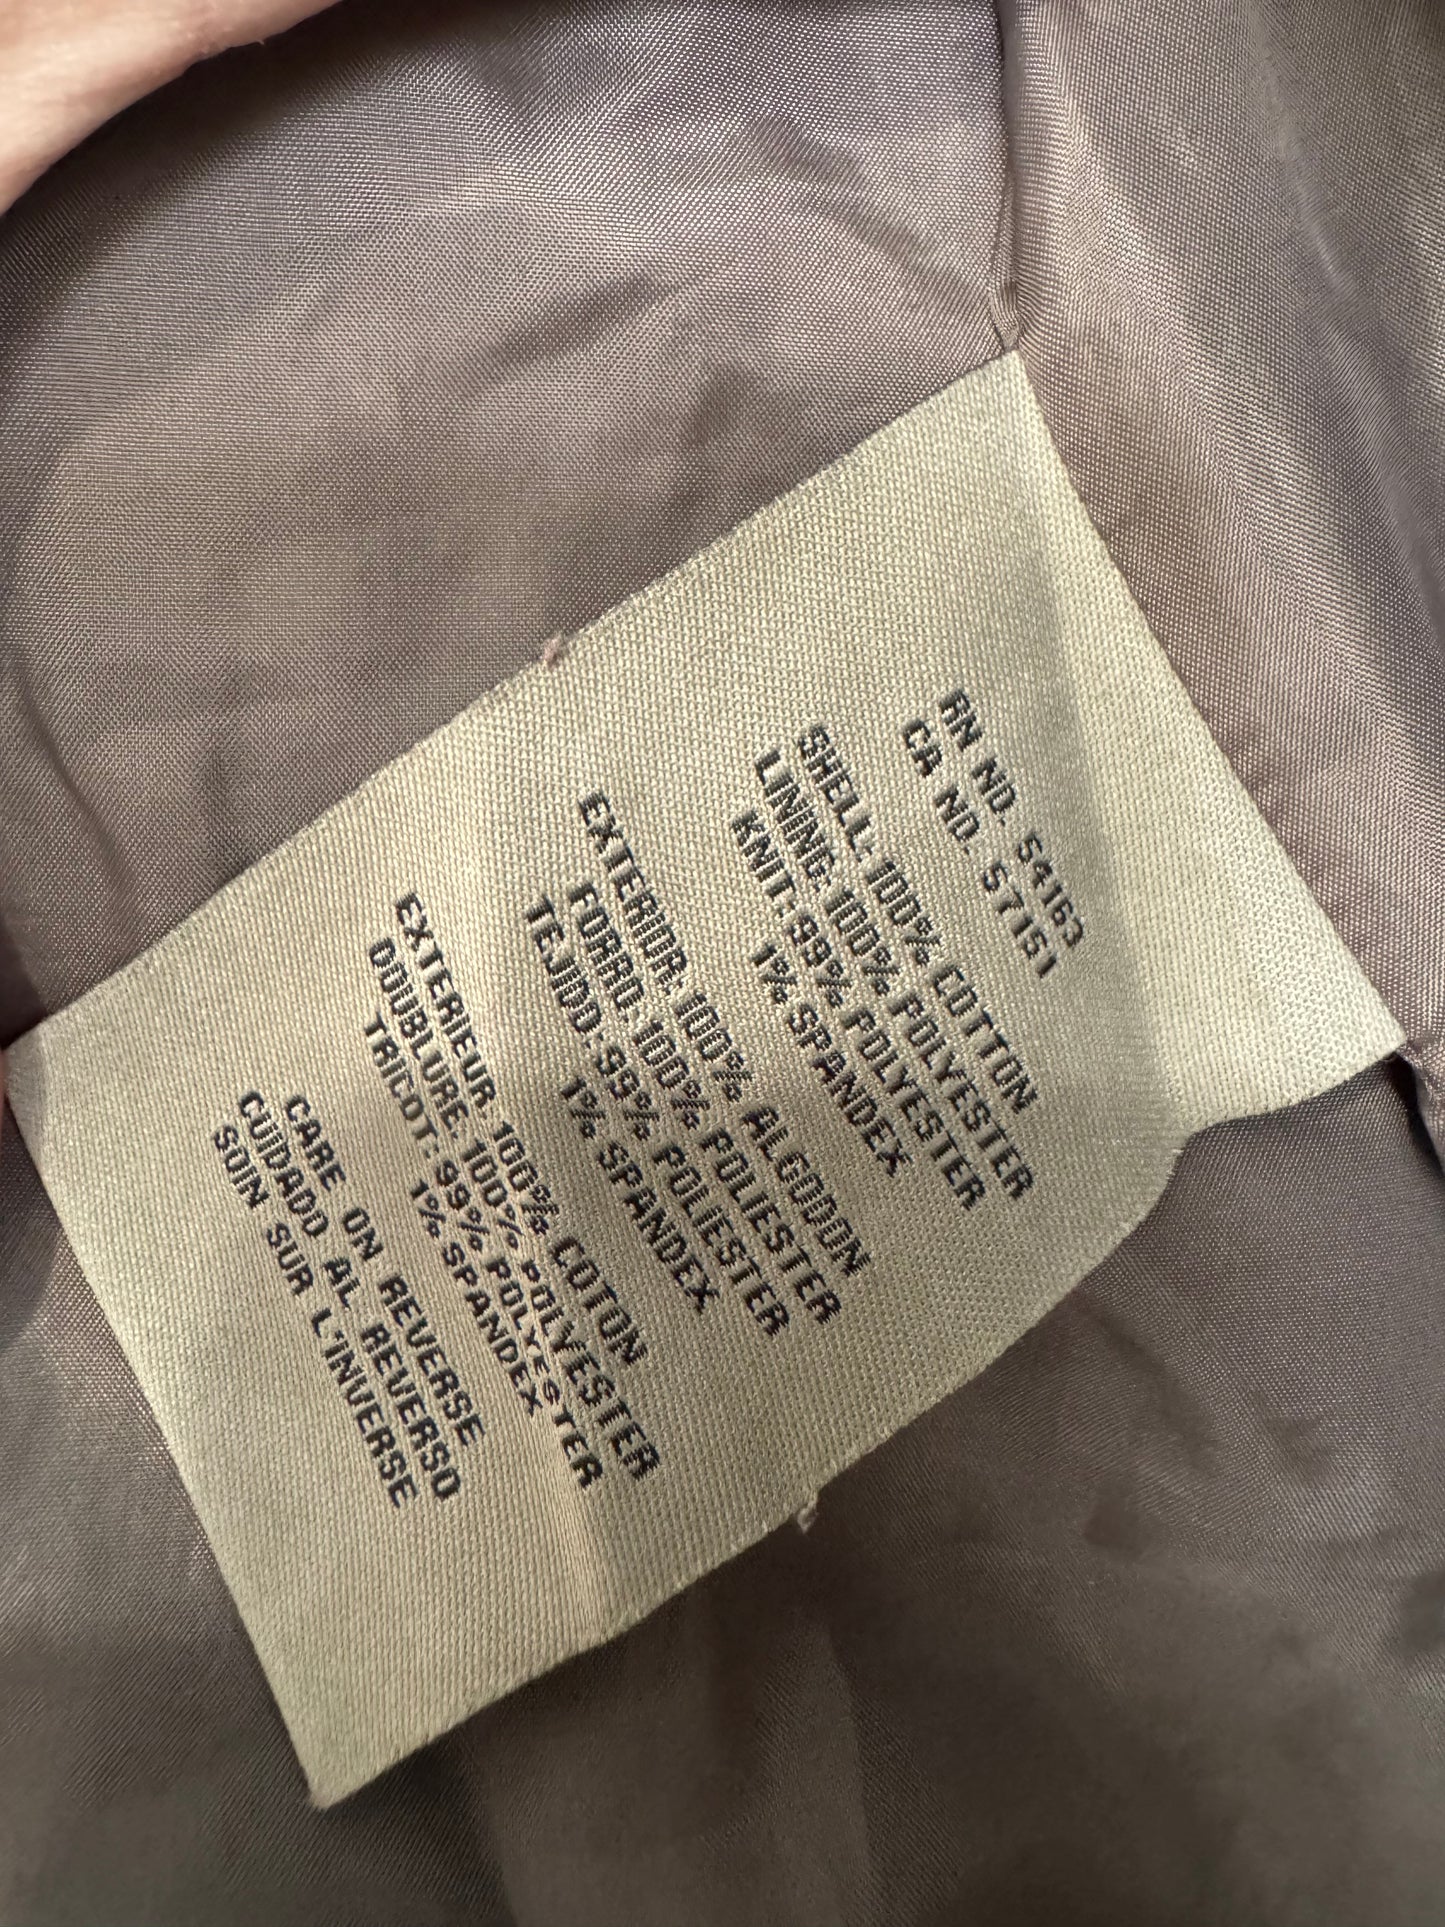 RN NO. 54163
CA NO. 57151
SHELL: 100% COTTON
LINING: 100% POLYESTER
KNIT: 99% POLYESTER
1% SPANDEX
EXTERIOR: 100% ALGODON
FORRO: 100% POLIESTER
TEJIDO: 99% POLIESTER
1% SPANDEX
EXTERIEUR: 100% COTON
DOUBLURE: 100% POLYESTER
TRICOT: 99% POLYESTER
1% SPANDEX
CARE ON REVERSE
CUIDADO AL REVERSO
SOIN SUR L'INVERSE